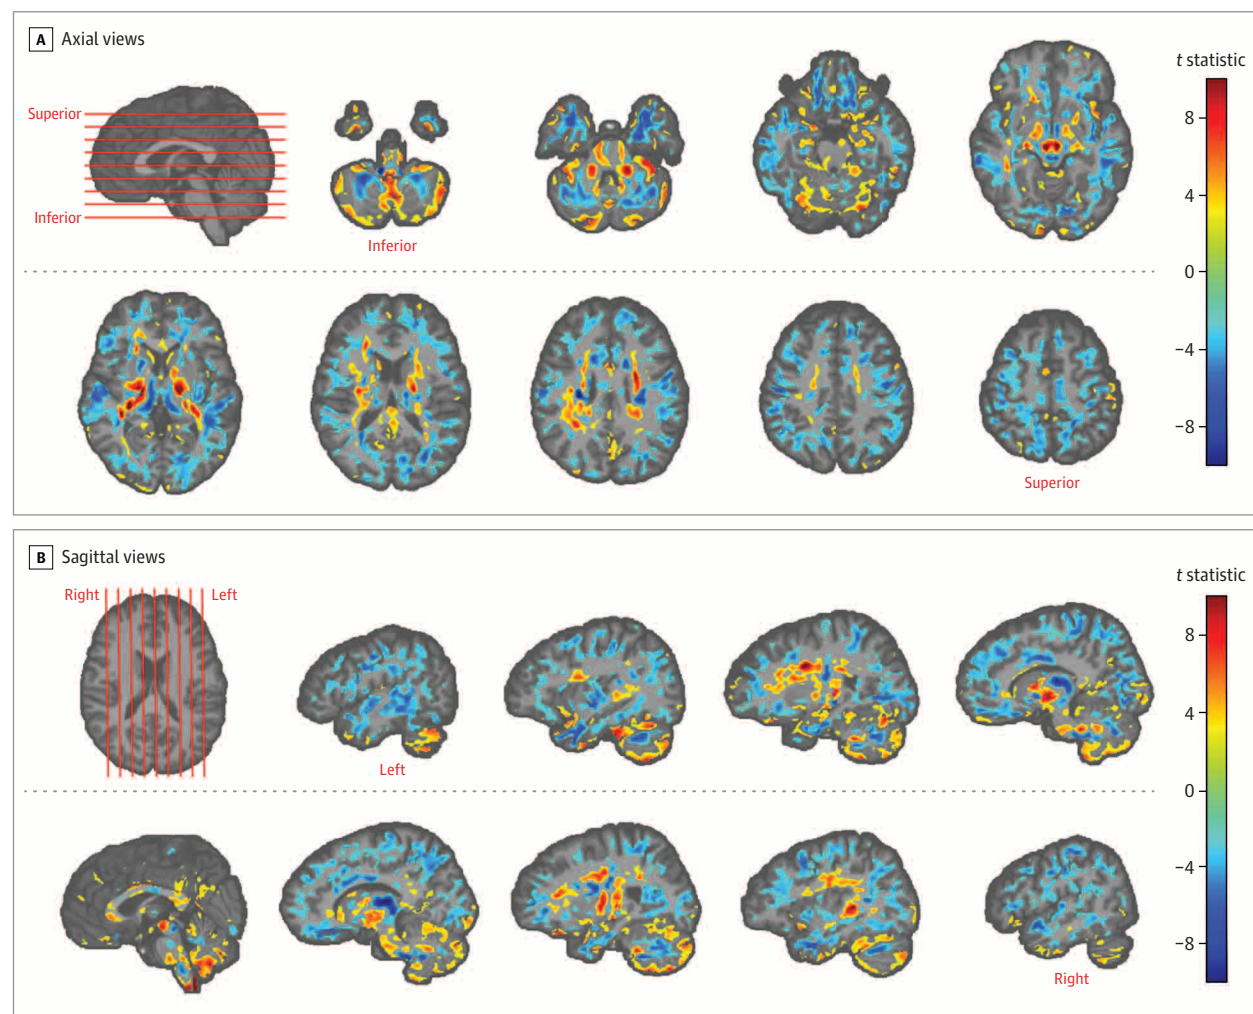 A Axial views
t statistic
Superior
Inferior
Inferior
8
4
0
−4
−8
Superior
B Sagittal views
t statistic
Right
Left
Left
8
4
0
−4
−8
Right